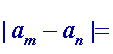 | a_m − a_n |=